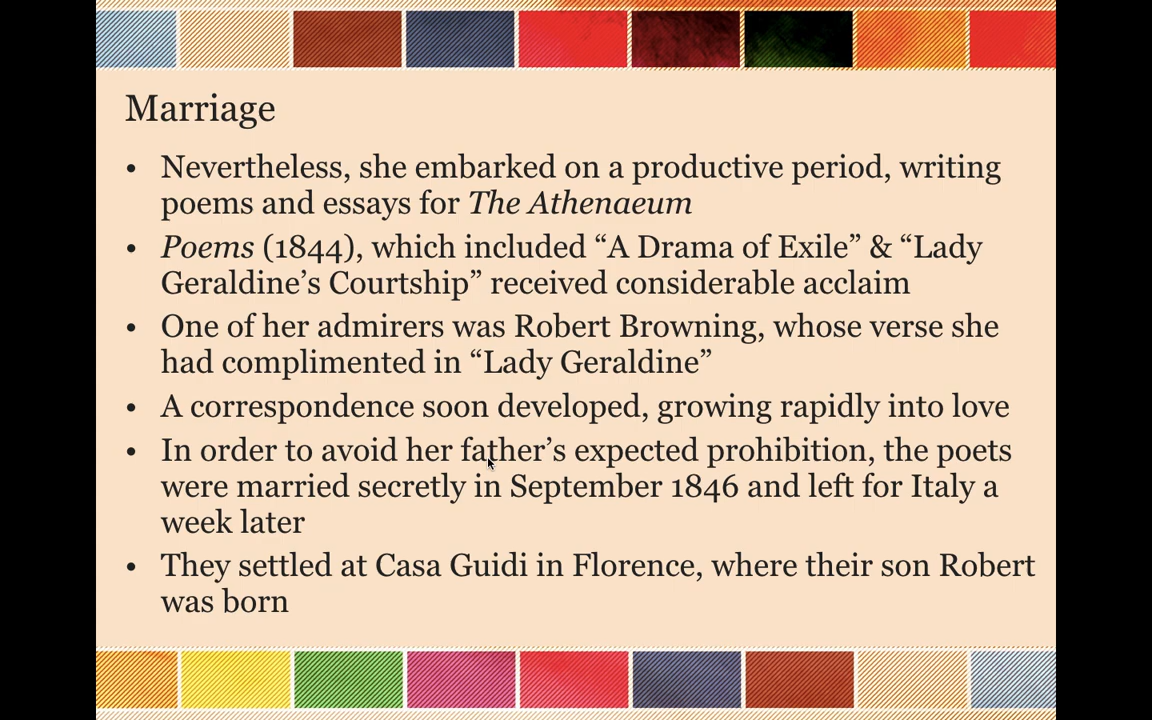 Marriage
• Nevertheless, she embarked on a productive period, writing
poems and essays for The Athenaeum
• Poems (1844), which included “A Drama of Exile” & “Lady
Geraldine’s Courtship” received considerable acclaim
• One of her admirers was Robert Browning, whose verse she
had complimented in “Lady Geraldine”
• A correspondence soon developed, growing rapidly into love
• In order to avoid her father’s expected prohibition, the poets
were married secretly in September 1846 and left for Italy a
week later
• They settled at Casa Guidi in Florence, where their son Robert
was born